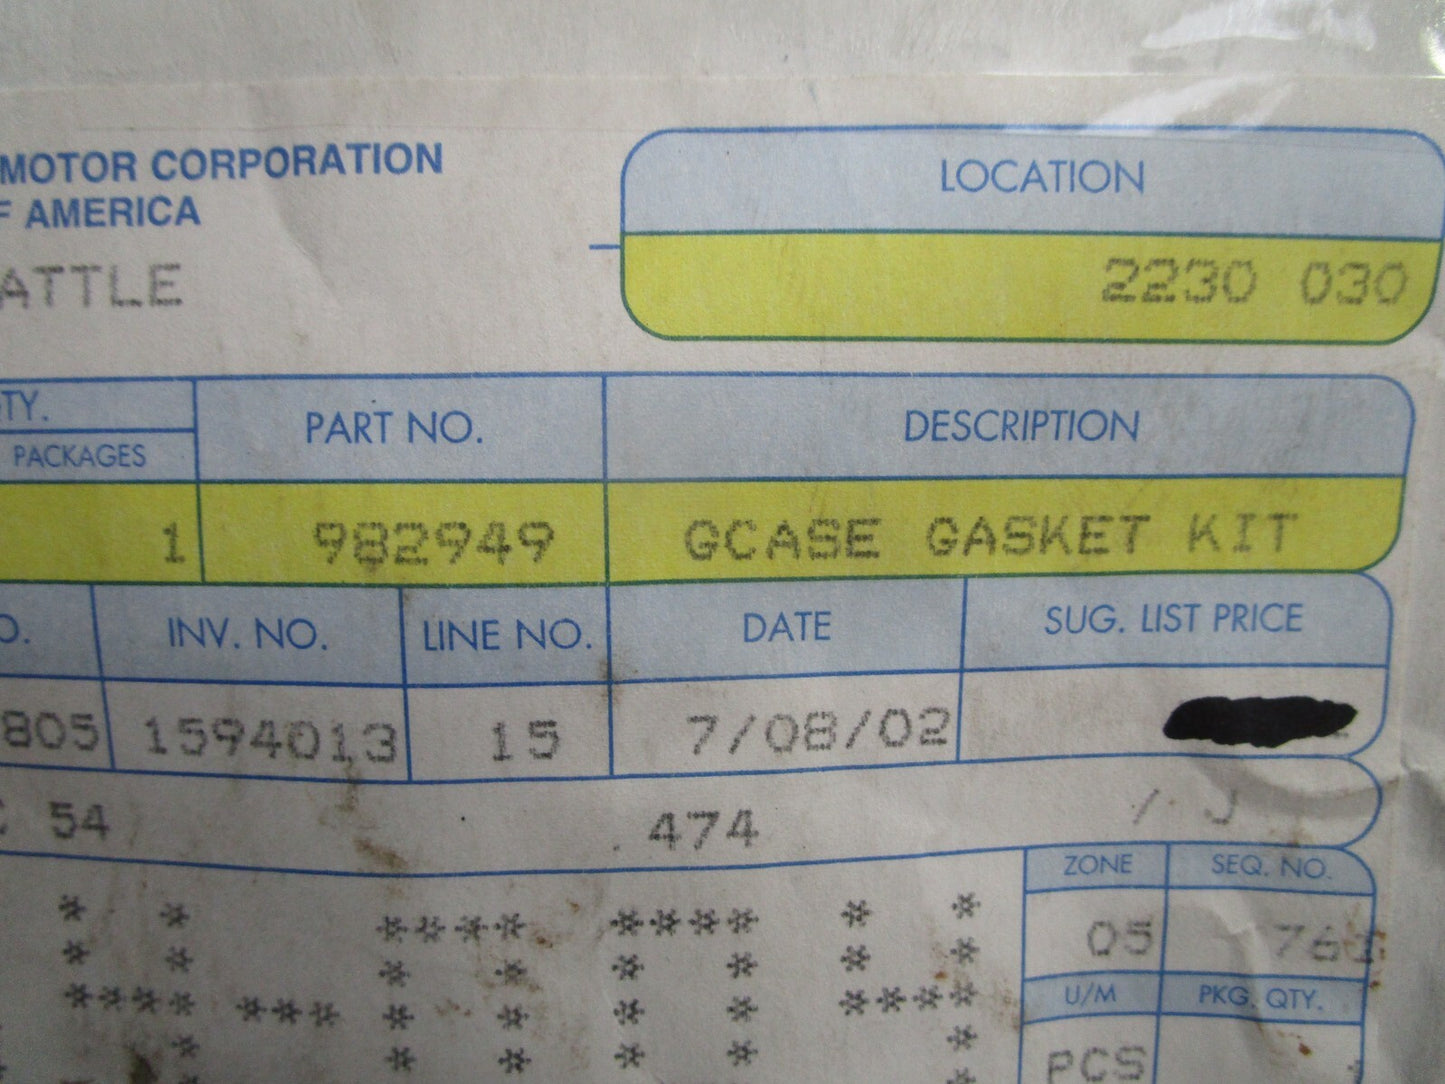 MOTOR CORPORATION
F AMERICA
ATTLE
LOCATION
2230 030
TY.
PACKAGES
PART NO.
DESCRIPTION
1
982949
GCASE GASKET KIT
O.
INV. NO.
LINE NO.
DATE
SUG. LIST PRICE
805
1594013
15
7/08/02
54
474
/ J
ZONE
SEQ. NO.
05
U/M
PKG. QTY.
PCS